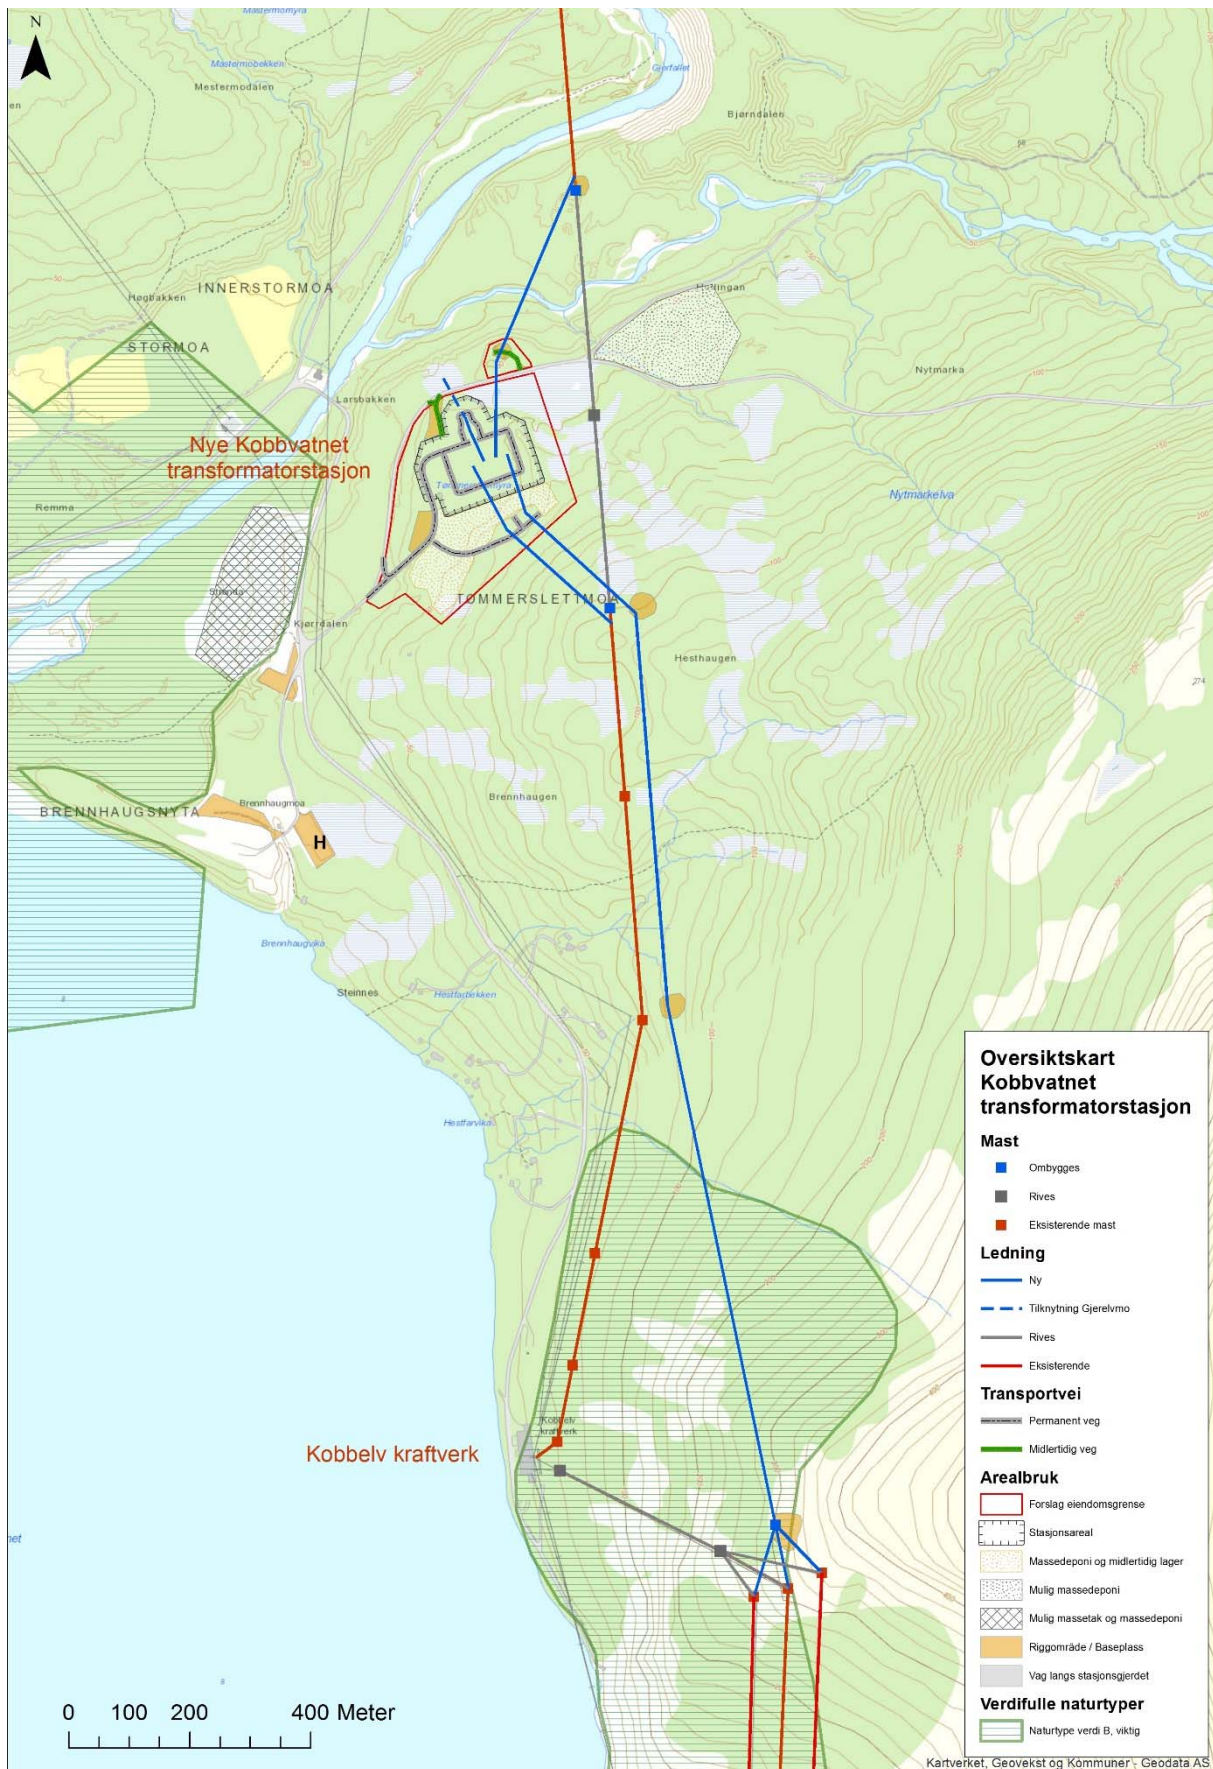 N
Mastermomyra
Mastermobekken
Mestermodalen
Gjerfallet
Bjørndalen
INNERSTORMOA
Høgbakken
STORMOA
Larsbakken
Nytmarka
Nye Kobbvatnet
transformatorstasjon
Nytmarkelva
Remma
Stranda
Kjørrdalen
TOMMERSLETTMOA
Hesthaugen
274
BRENNHAUGSNYTA
Brennhaugmoa
Brennhaugen
H
Brennhaugvika
Steinnes
Hestfarbekken
Hestfarvika
Kobbelv
kraftverk
Kobbelv kraftverk
Oversiktskart
Kobbvatnet
transformatorstasjon
Mast
Ombygges
Rives
Eksisterende mast
Ledning
Ny
Tilknytning Gjerelvmo
Rives
Eksisterende
Transportvei
Permanent veg
Midlertidig veg
Arealbruk
Forslag eiendomsgrense
Stasjonsareal
Massedeponi og midlertidig lager
Mulig massedeponi
Mulig massetak og massedeponi
Riggområde / Baseplass
Vag langs stasjonsgjerdet
Verdifulle naturtyper
Naturtype verdi B, viktig
0 100 200 400 Meter
Kartverket, Geovekst og Kommuner - Geodata AS